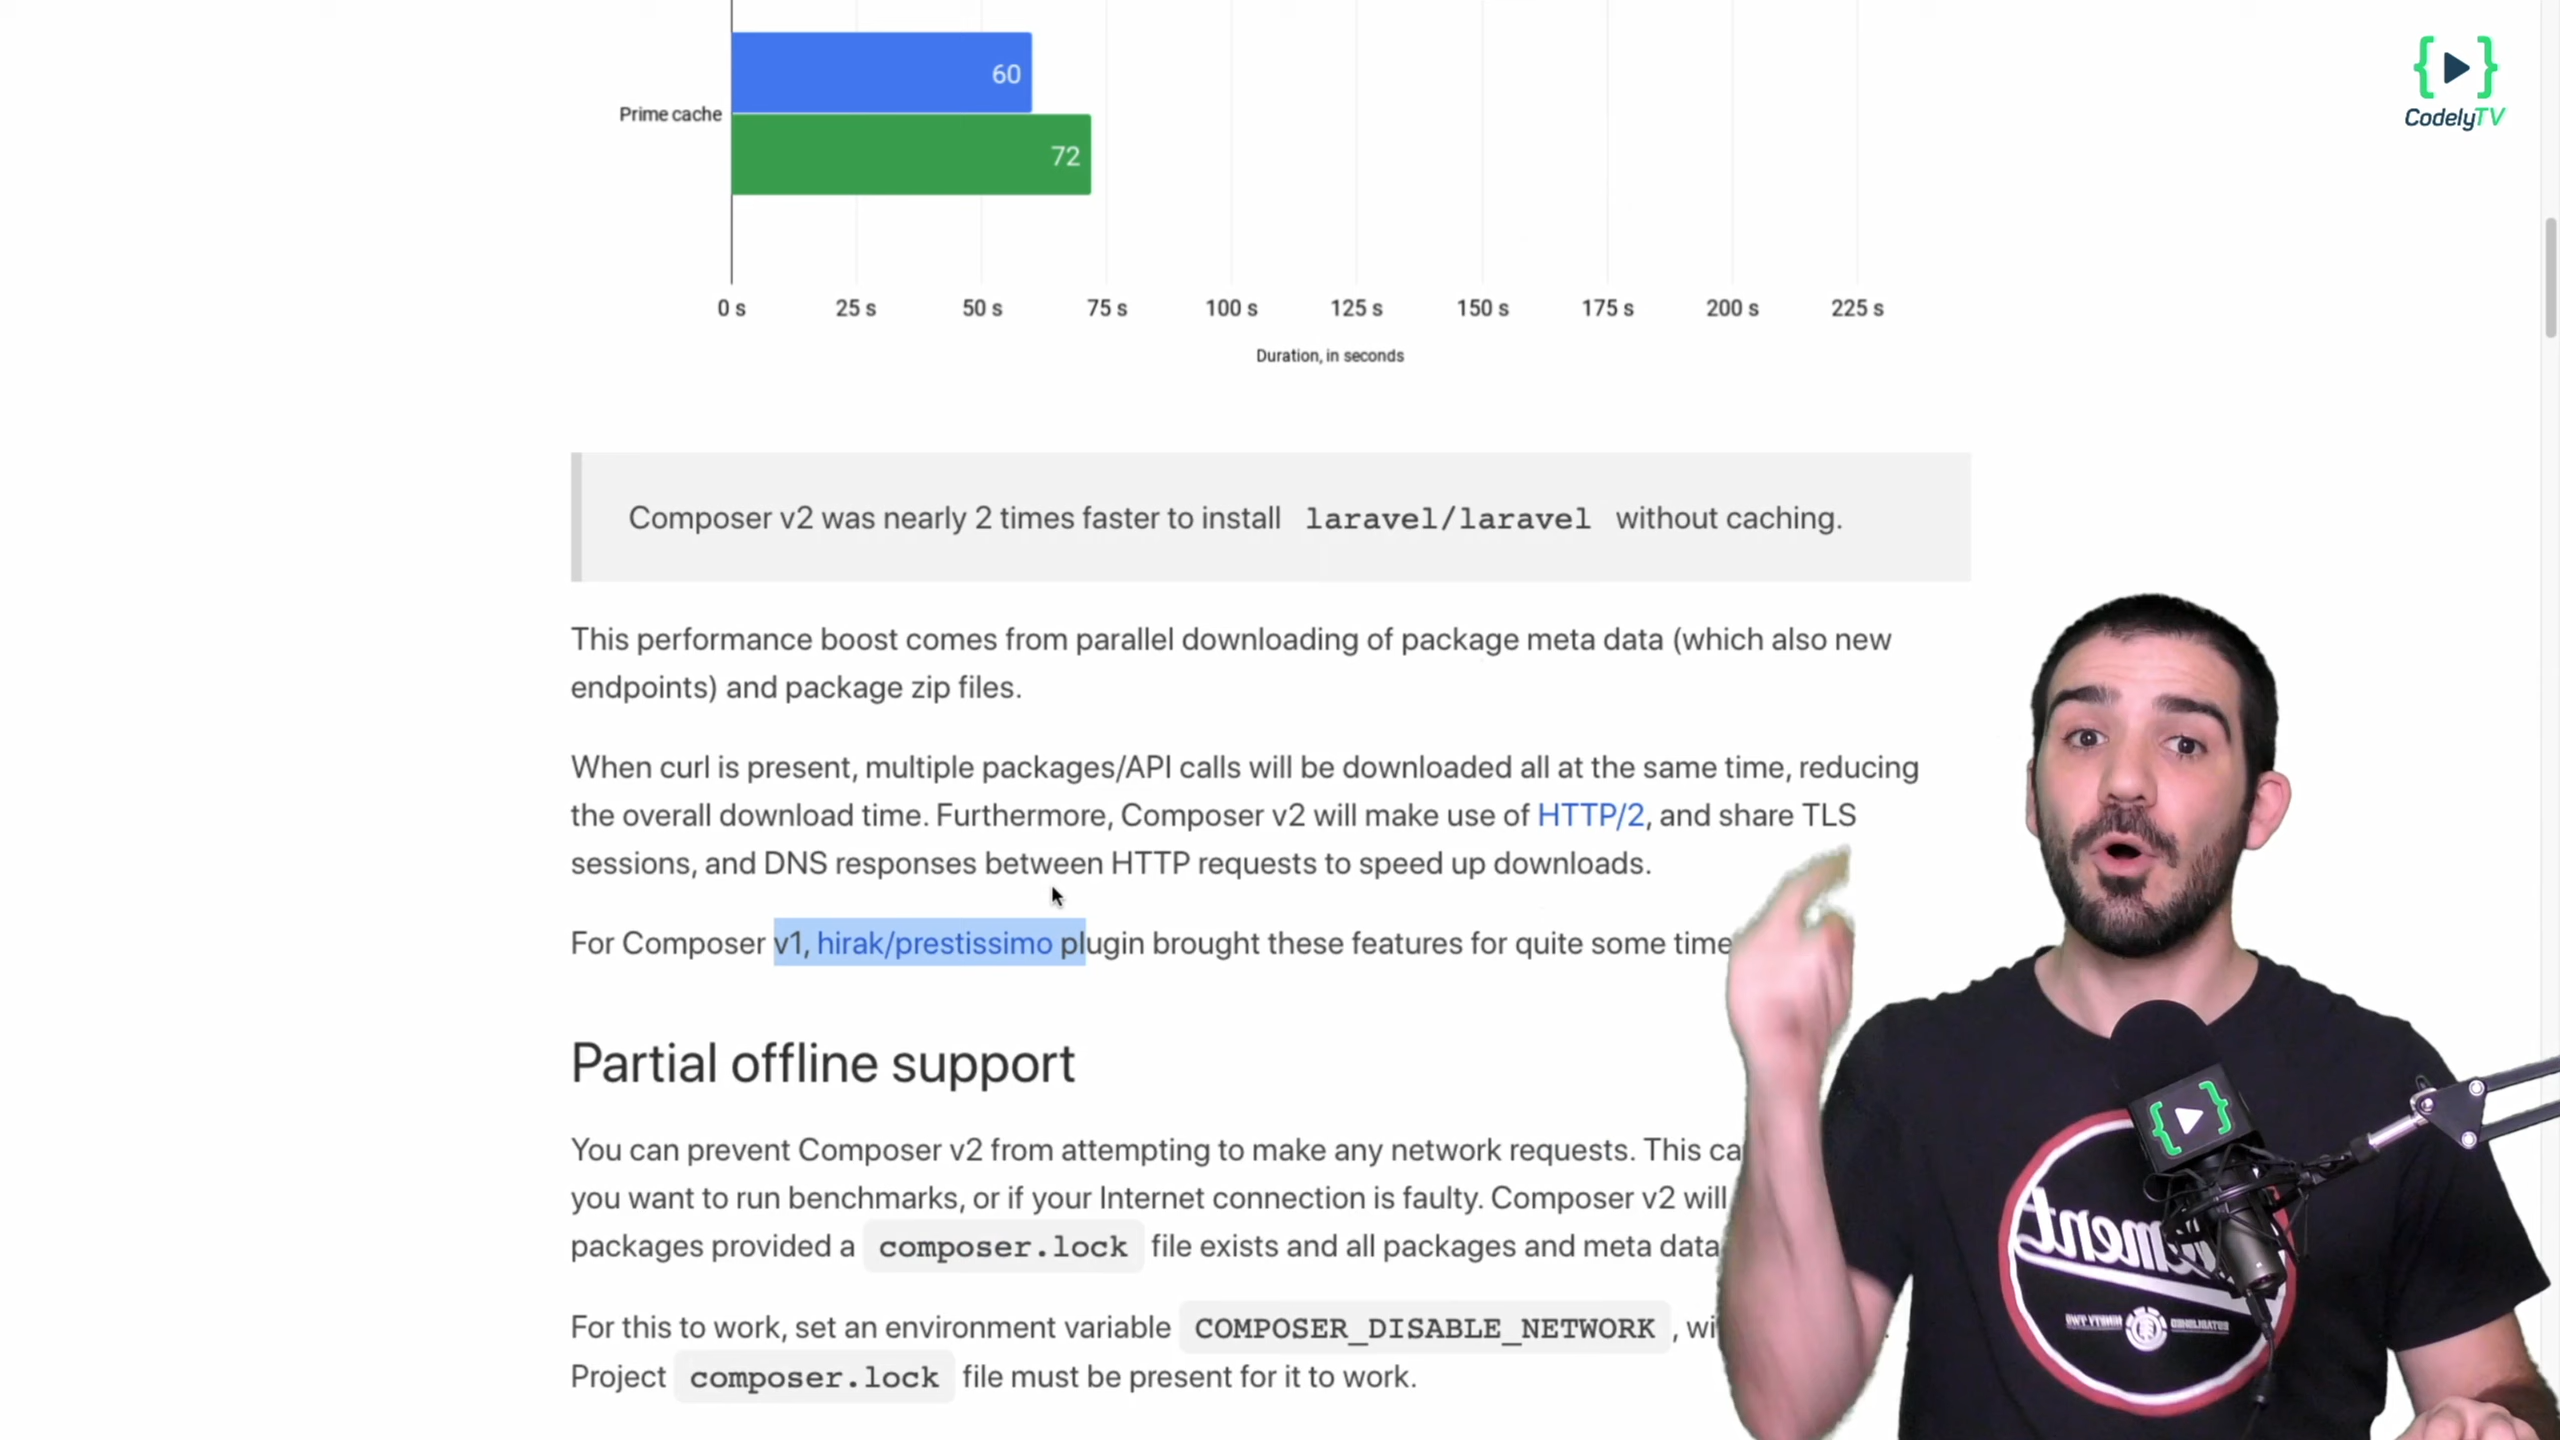 60
Prime cache
72
0 s 25 s 50 s 75 s 100 s 125 s 150 s 175 s 200 s 225 s
Duration, in seconds
CodelyTV
Composer v2 was nearly 2 times faster to install laravel/laravel without caching.
This performance boost comes from parallel downloading of package meta data (which also new
endpoints) and package zip files.
When curl is present, multiple packages/API calls will be downloaded all at the same time, reducing
the overall download time. Furthermore, Composer v2 will make use of HTTP/2, and share TLS
sessions, and DNS responses between HTTP requests to speed up downloads.
For Composer v1, hirak/prestissimo plugin brought these features for quite some time
Partial offline support
You can prevent Composer v2 from attempting to make any network requests. This
you want to run benchmarks, or if your Internet connection is faulty. Composer v2 will
packages provided a composer.lock file exists and all packages and meta data
For this to work, set an environment variable COMPOSER_DISABLE_NETWORK ,
Project composer.lock file must be present for it to work.